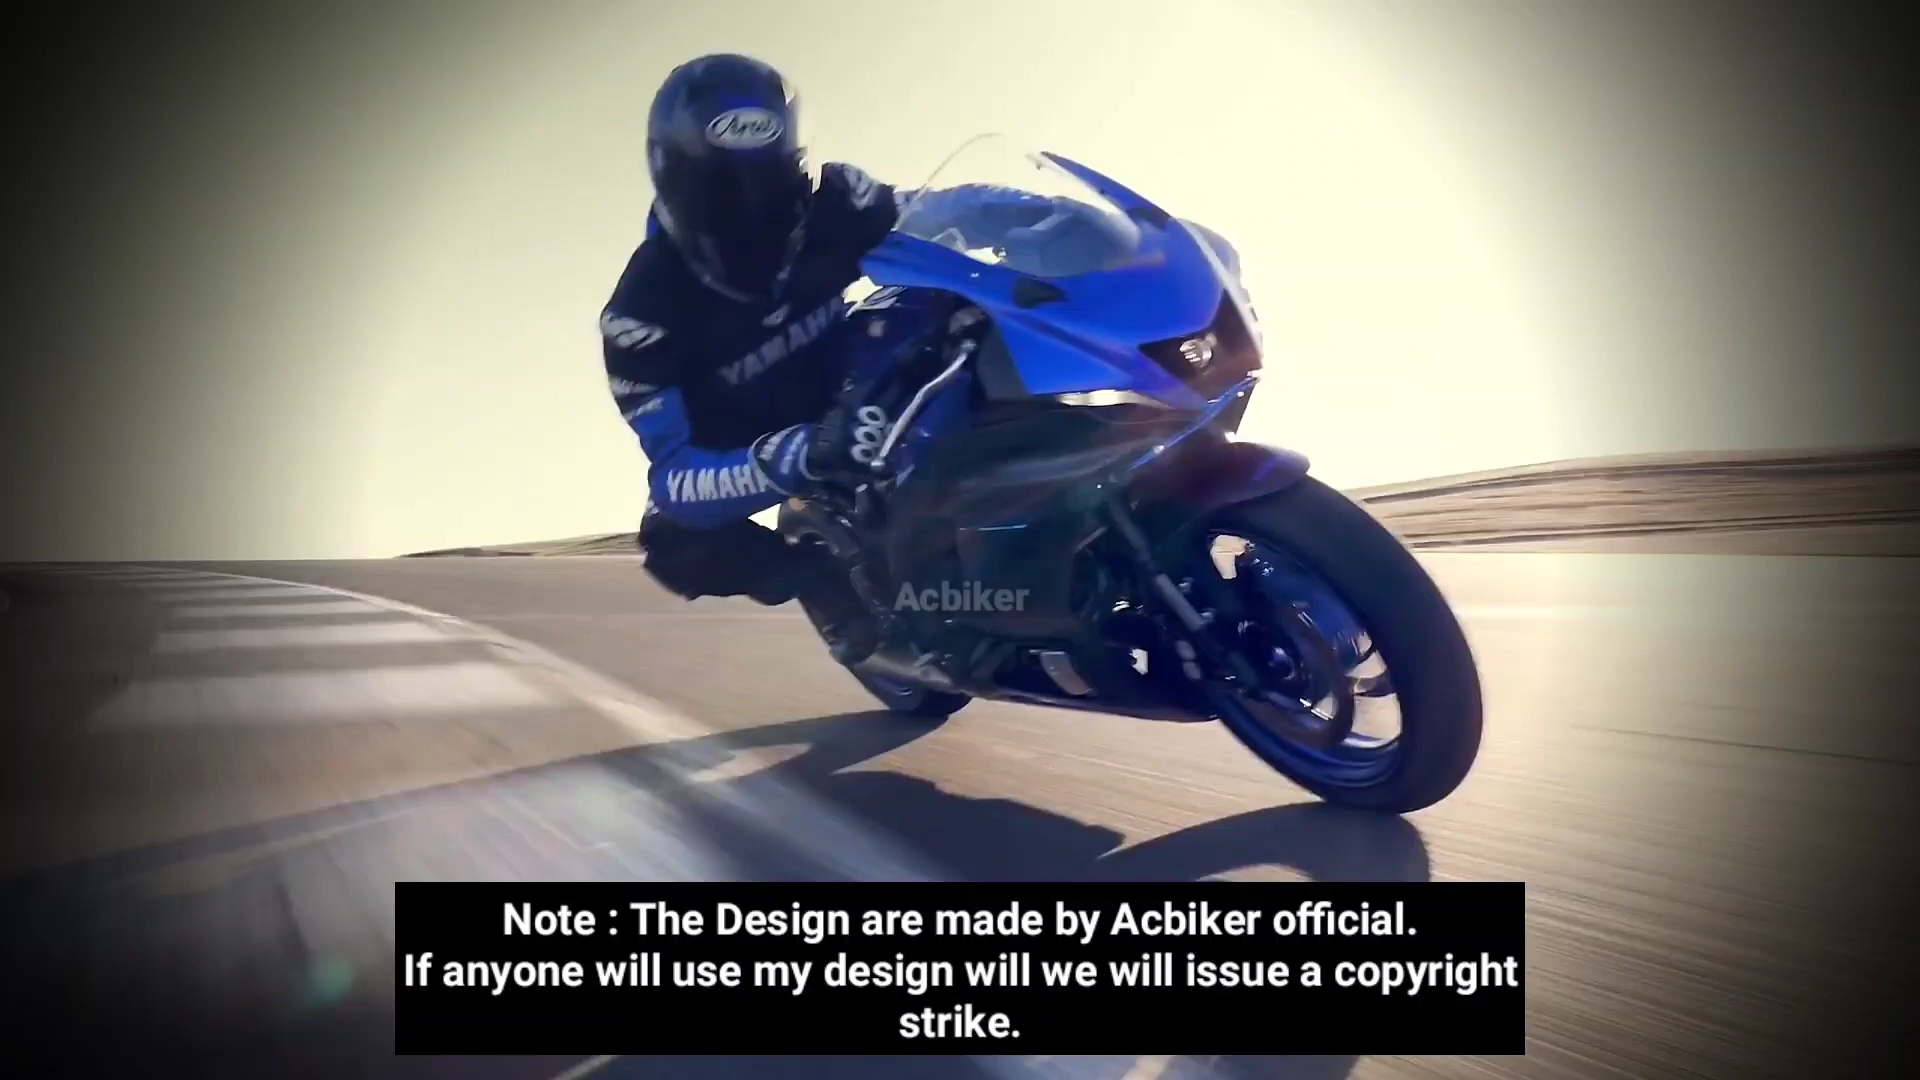 Arai
YAMAHA
YAMAHA
Acbiker
Note : The Design are made by Acbiker official.
If anyone will use my design will we will issue a copyright
strike.